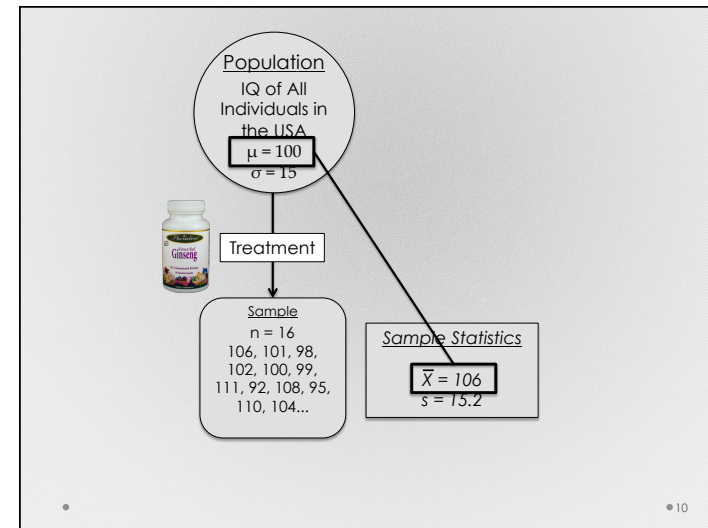 Population
IQ of All
Individuals in
the USA
μ = 100
σ = 15
Ginseng
Treatment
Sample
n = 16
106, 101, 98,
102, 100, 99,
111, 92, 108, 95,
110, 104...
Sample Statistics
X̅ = 106
s = 15.2
10